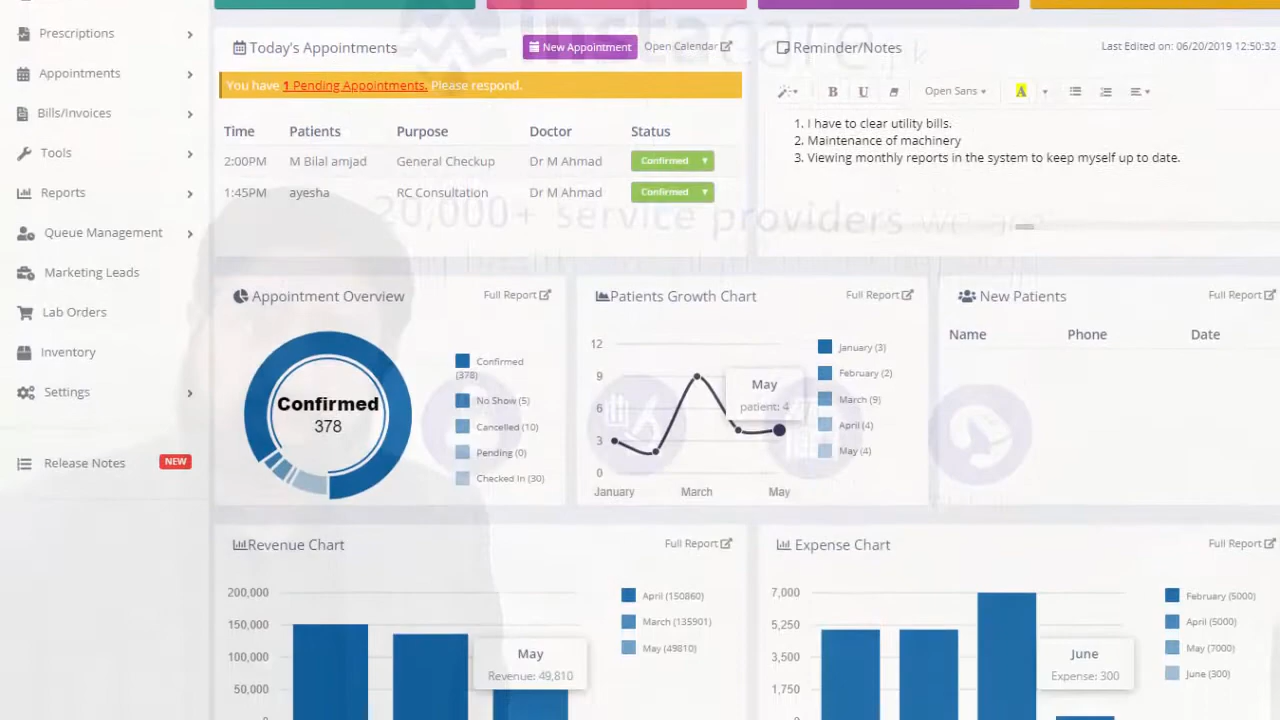 Prescriptions
Appointments
Bills/Invoices
Tools
Reports
Queue Management
Marketing Leads
Lab Orders
Inventory
Settings
Release Notes
NEW
instacare.pk
Today's Appointments
New Appointment
Open Calendar
You have 1 Pending Appointments. Please respond.
Time Patients Purpose Doctor Status
2:00PM M Bilal amjad General Checkup Dr M Ahmad Confirmed
1:45PM ayesha RC Consultation Dr M Ahmad Confirmed
20,000+ service providers we are
Reminder/Notes
Last Edited on: 06/20/2019 12:50:32
B U Open Sans A
1. I have to clear utility bills.
2. Maintenance of machinery
3. Viewing monthly reports in the system to keep myself up to date.
Appointment Overview
Full Report
Confirmed
378
Confirmed
(378)
No Show (5)
Cancelled (10)
Pending (0)
Checked In (30)
Patients Growth Chart
Full Report
12
9
6
3
0
January March May
May
patient: 4
January (3)
February (2)
March (9)
April (4)
May (4)
New Patients
Full Report
Name Phone Date
Revenue Chart
Full Report
200,000
150,000
100,000
50,000
May
Revenue: 49,810
April (150860)
March (135901)
May (49810)
Expense Chart
Full Report
7,000
5,250
3,500
1,750
June
Expense: 300
February (5000)
April (5000)
May (7000)
June (300)